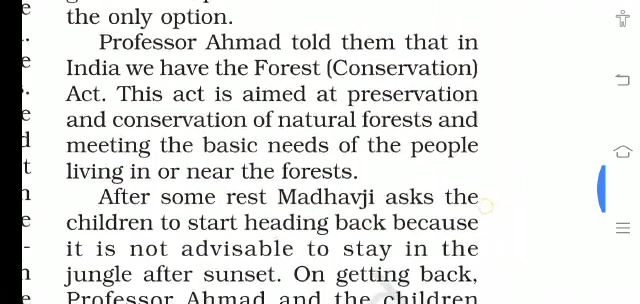 the only option.
Professor Ahmad told them that in
India we have the Forest (Conservation)
Act. This act is aimed at preservation
and conservation of natural forests and
meeting the basic needs of the people
living in or near the forests.
After some rest Madhavji asks the
children to start heading back because
it is not advisable to stay in the
jungle after sunset. On getting back,
Professor Ahmad and the children